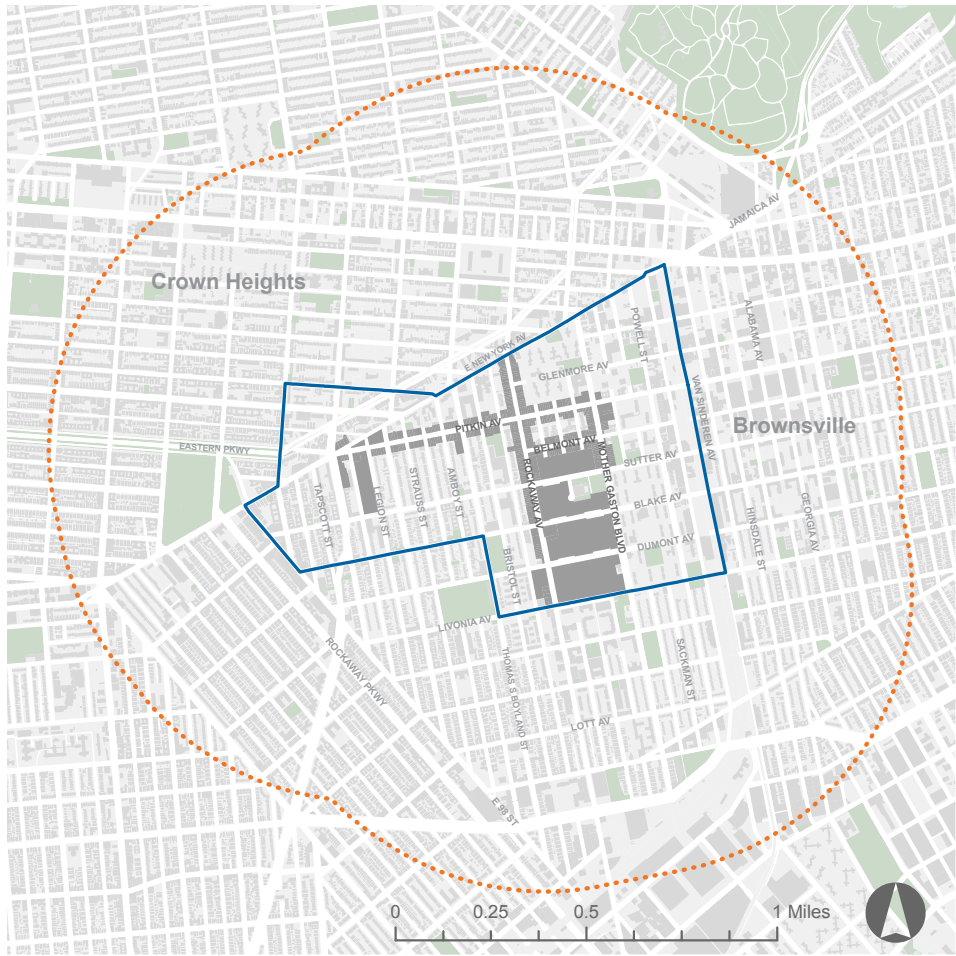 JAMAICA AV
Crown Heights
POWELL ST
ALABAMA AV
E NEW YORK AV
GLENMORE AV
VAN SINDEREN AV
PITKIN AV
Brownsville
EASTERN PKWY
BELMONT AV
SUTTER AV
TAPSCOTT ST
LEGION ST
STRAUSS ST
AMBOY ST
ROCKAWAY AV
MOTHER GASTON BLVD
BLAKE AV
GEORGIA AV
HINSDALE ST
DUMONT AV
BRISTOL ST
LIVONIA AV
ROCKAWAY PKWY
THOMAS S BOYLAND ST
SACKMAN ST
LOTT AV
E 98 ST
0 0.25 0.5 1 Miles